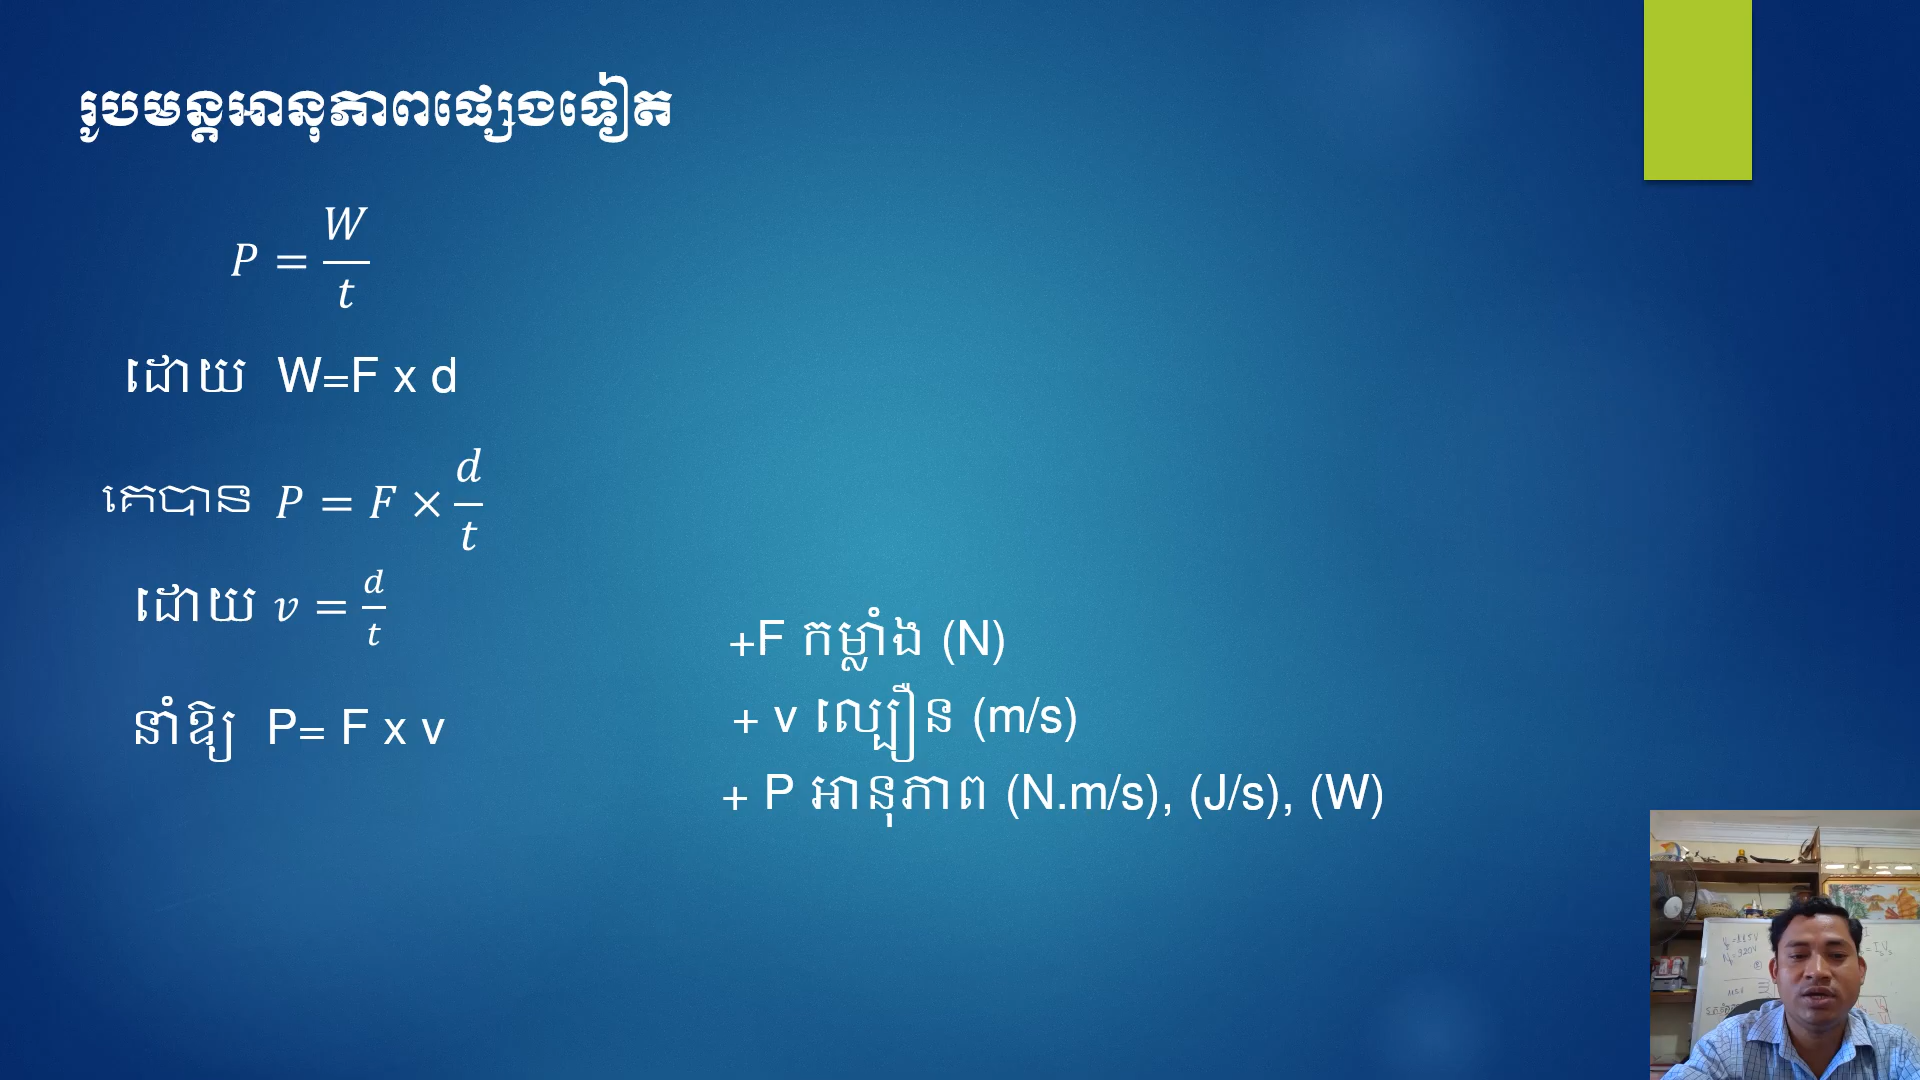 រូបមន្តអានុភាពផ្សេងទៀត
P = W/t
ដោយ W=F x d
គេបាន P = F × d/t
ដោយ v = d/t
នាំឱ្យ P= F x v
+F កម្លាំង (N)
+ v ល្បឿន (m/s)
+ P អានុភាព (N.m/s), (J/s), (W)